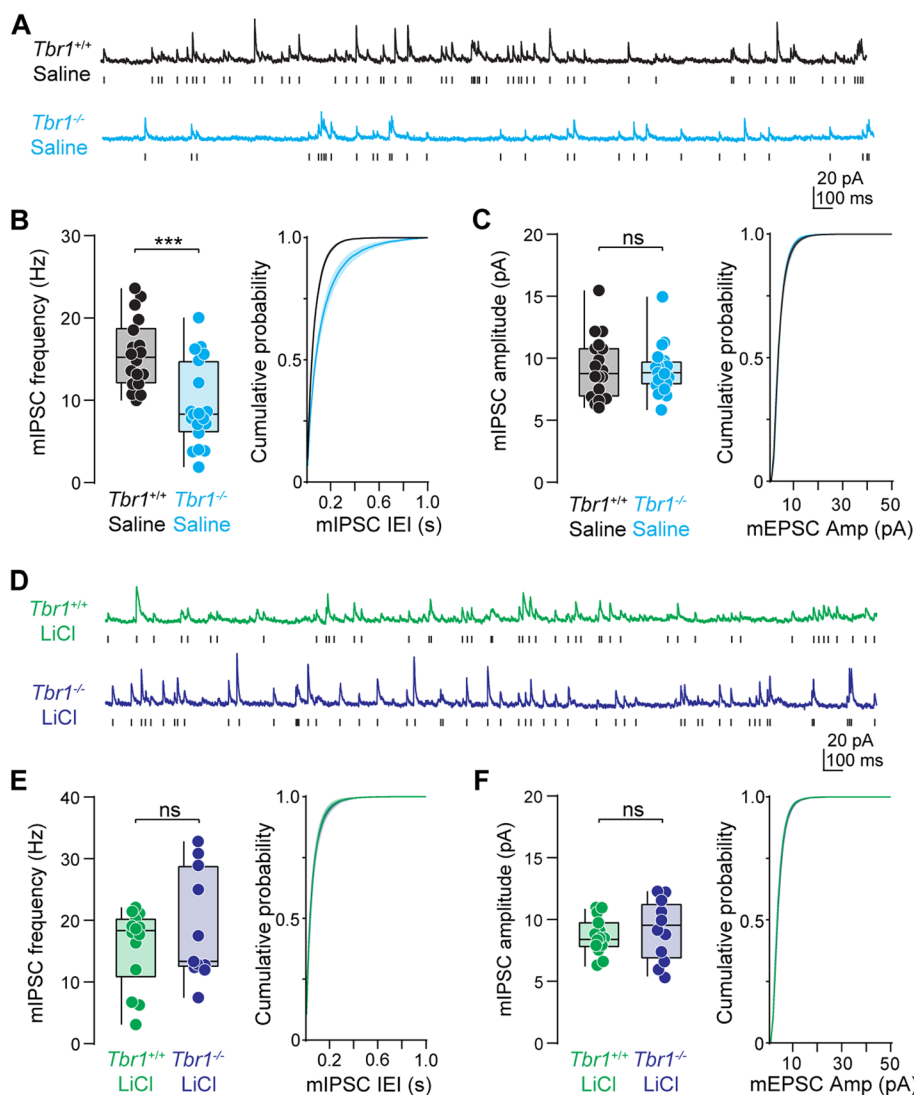 A
Tbr1+/+
Saline
Tbr1-/-
Saline
20 pA
100 ms
B
mIPSC frequency (Hz)
30
20
10
0
***
Tbr1+/+ Tbr1-/-
Saline Saline
Cumulative probability
1.0
0.5
0
0.2 0.6 1.0
mIPSC IEI (s)
C
mIPSC amplitude (pA)
20
15
10
5
0
ns
Tbr1+/+ Tbr1-/-
Saline Saline
Cumulative probability
1.0
0.5
0
10 30 50
mEPSC Amp (pA)
D
Tbr1+/+
LiCl
Tbr1-/-
LiCl
20 pA
100 ms
E
mIPSC frequency (Hz)
40
30
20
10
0
ns
Tbr1+/+ Tbr1-/-
LiCl LiCl
Cumulative probability
1.0
0.5
0
0.2 0.6 1.0
mIPSC IEI (s)
F
mIPSC amplitude (pA)
20
15
10
5
0
ns
Tbr1+/+ Tbr1-/-
LiCl LiCl
Cumulative probability
1.0
0.5
0
10 30 50
mEPSC Amp (pA)